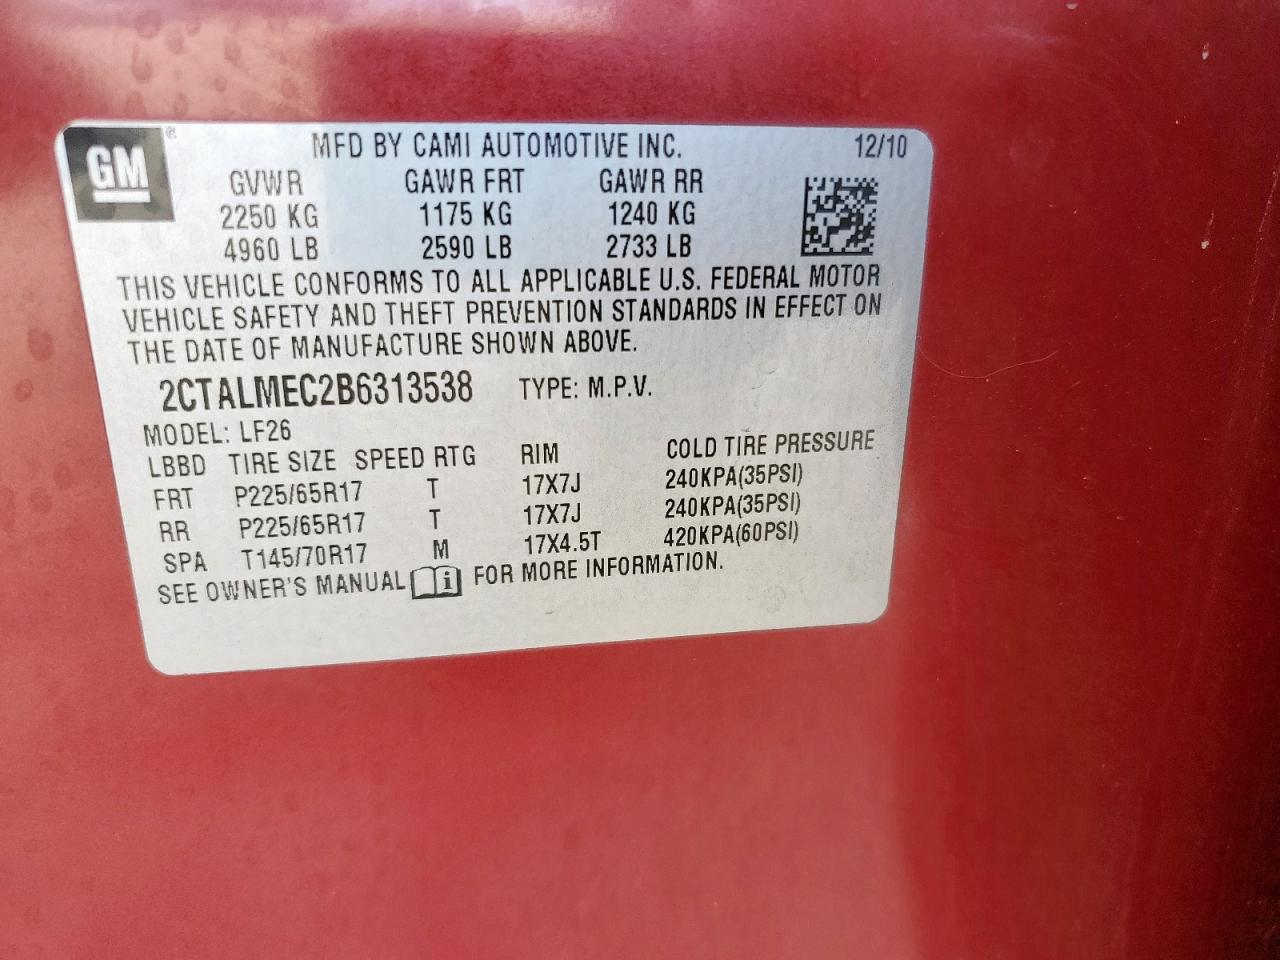 GM ® MFD BY CAMI AUTOMOTIVE INC. 12/10
GVWR GAWR FRT GAWR RR
2250 KG 1175 KG 1240 KG
4960 LB 2590 LB 2733 LB
THIS VEHICLE CONFORMS TO ALL APPLICABLE U.S. FEDERAL MOTOR
VEHICLE SAFETY AND THEFT PREVENTION STANDARDS IN EFFECT ON
THE DATE OF MANUFACTURE SHOWN ABOVE.
2CTALMEC2B6313538 TYPE: M.P.V.
MODEL: LF26
LBBD TIRE SIZE SPEED RTG RIM COLD TIRE PRESSURE
FRT P225/65R17 T 17X7J 240KPA(35PSI)
RR P225/65R17 T 17X7J 240KPA(35PSI)
SPA T145/70R17 M 17X4.5T 420KPA(60PSI)
SEE OWNER'S MANUAL i FOR MORE INFORMATION.